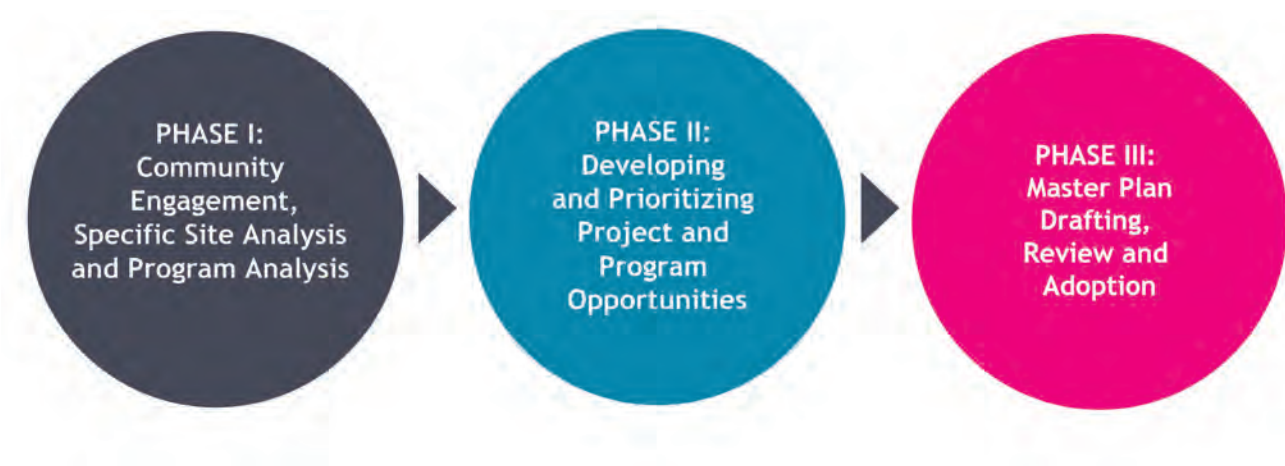 PHASE I:
Community
Engagement,
Specific Site Analysis
and Program Analysis
PHASE II:
Developing
and Prioritizing
Project and
Program
Opportunities
PHASE III:
Master Plan
Drafting,
Review and
Adoption